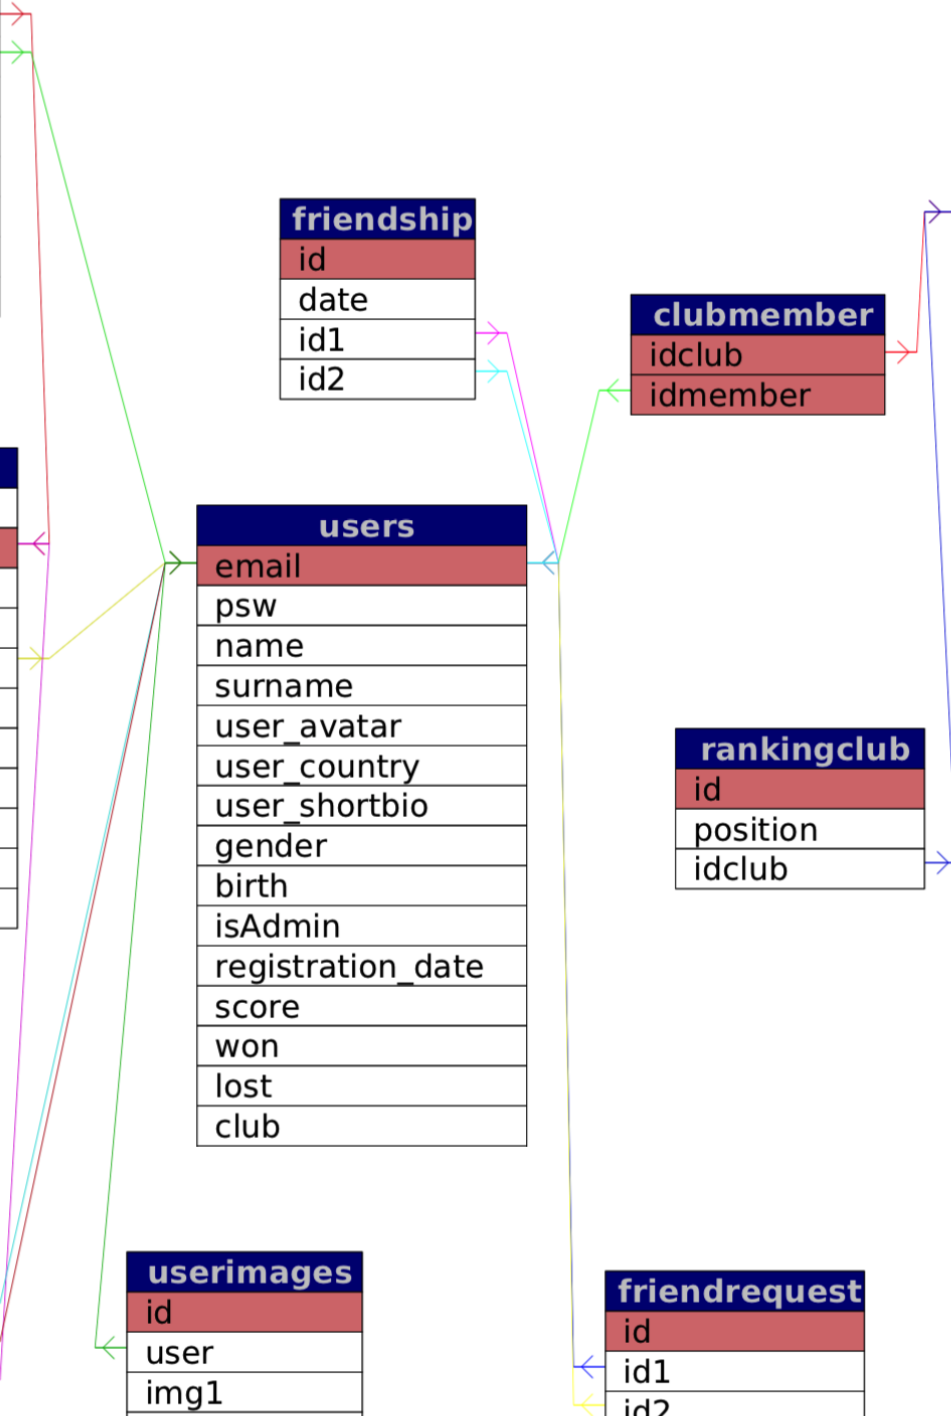 friendship
id
date
id1
id2
clubmember
idclub
idmember
users
email
psw
name
surname
user_avatar
user_country
user_shortbio
gender
birth
isAdmin
registration_date
score
won
lost
club
rankingclub
id
position
idclub
userimages
id
user
img1
friendrequest
id
id1
id2